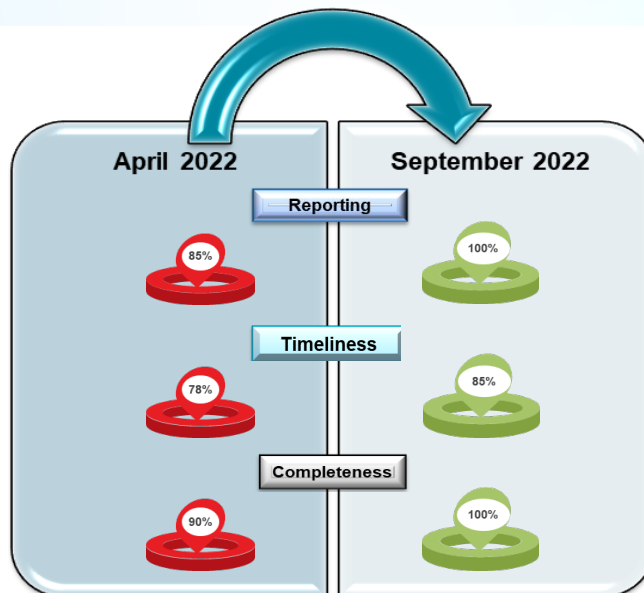 April 2022
September 2022
Reporting
85%
100%
Timeliness
78%
85%
Completeness
90%
100%